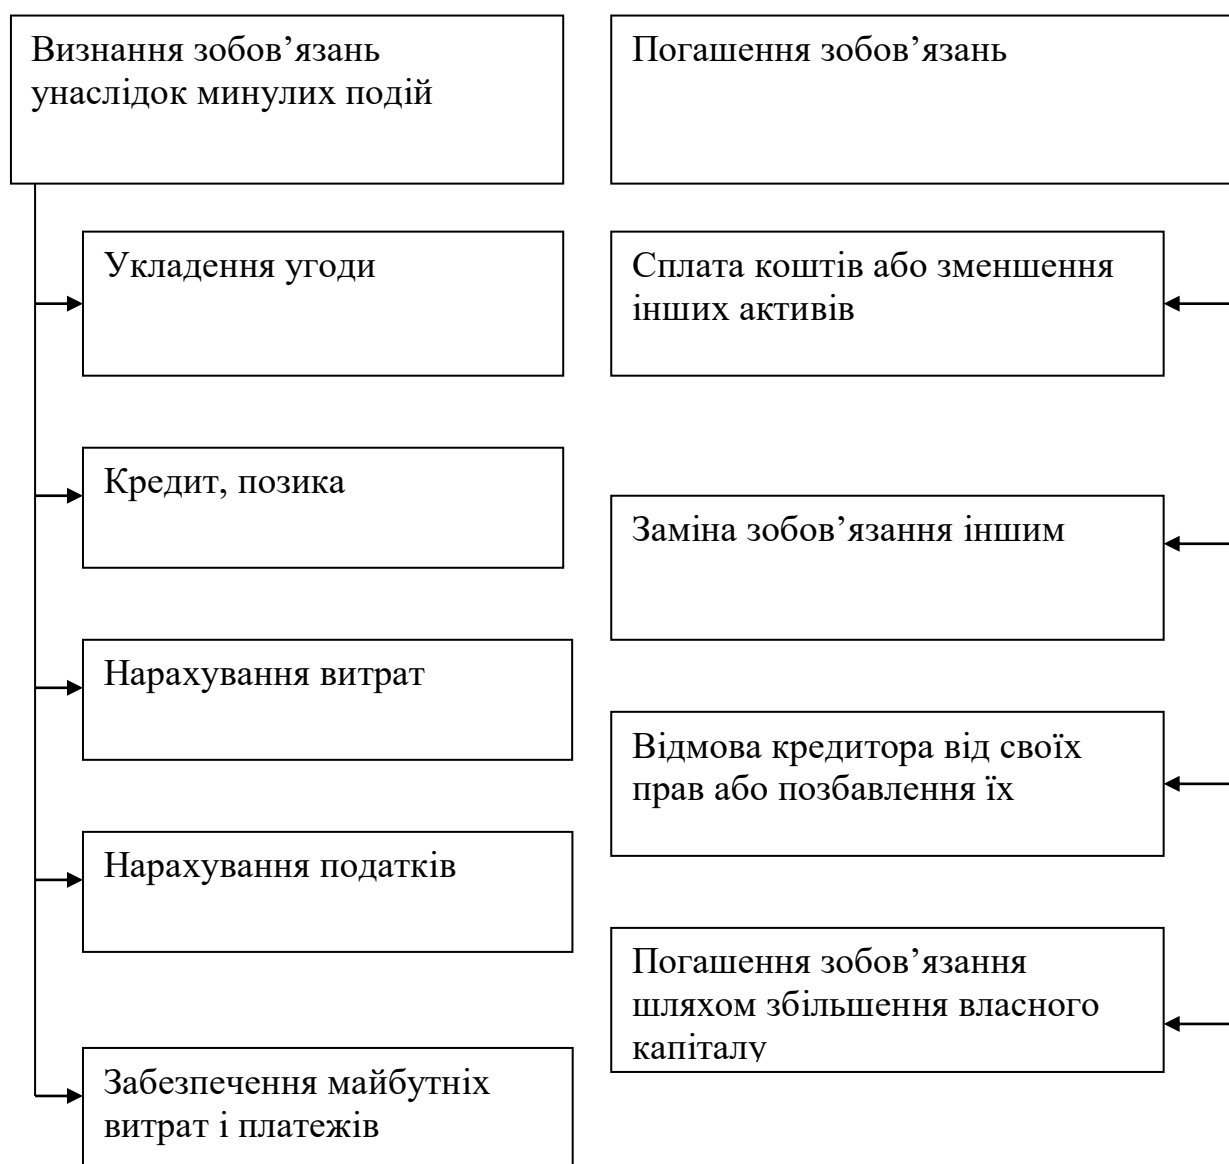 Визнання зобов’язань
унаслідок минулих подій
Погашення зобов’язань
Укладення угоди
Сплата коштів або зменшення
інших активів
Кредит, позика
Заміна зобов’язання іншим
Нарахування витрат
Відмова кредитора від своїх
прав або позбавлення їх
Нарахування податків
Погашення зобов’язання
шляхом збільшення власного
капіталу
Забезпечення майбутніх
витрат і платежів